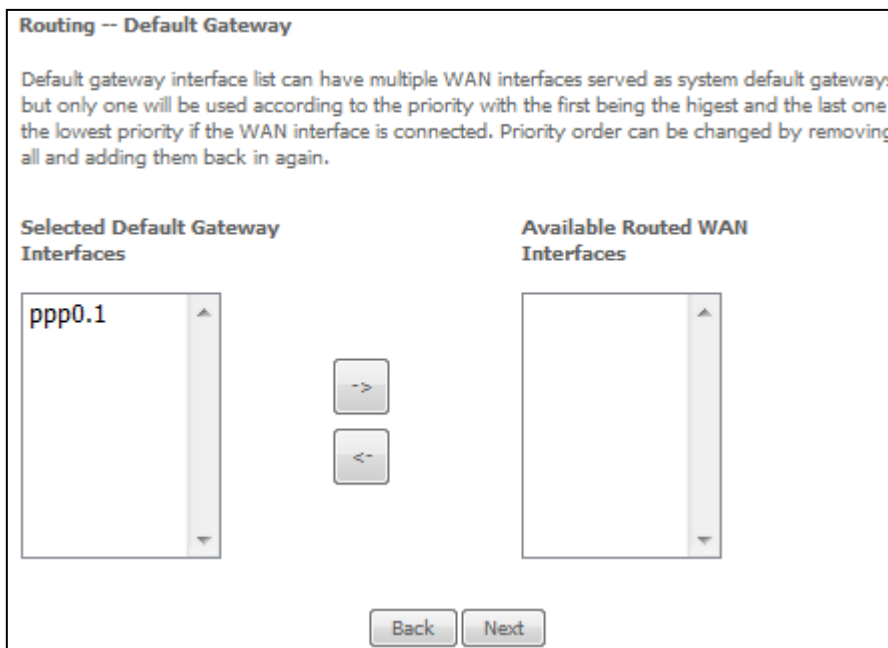 Routing -- Default Gateway
Default gateway interface list can have multiple WAN interfaces served as system default gateways
but only one will be used according to the priority with the first being the higest and the last one
the lowest priority if the WAN interface is connected. Priority order can be changed by removing
all and adding them back in again.
Selected Default Gateway
Interfaces
Available Routed WAN
Interfaces
ppp0.1
->
<-
Back
Next